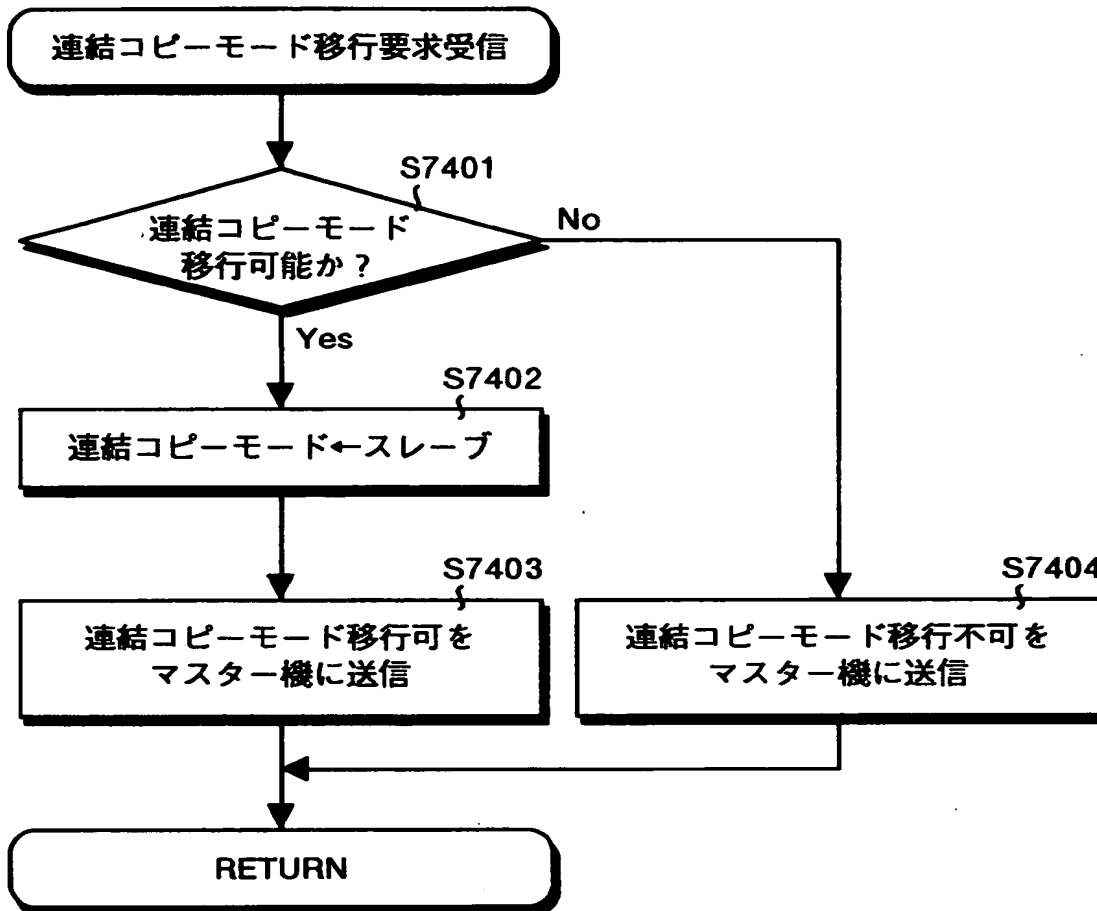 連結コピーモード移行要求受信
S7401
連結コピーモード
移行可能か？
No
Yes
S7402
連結コピーモード←スレーブ
S7403
連結コピーモード移行可を
マスター機に送信
S7404
連結コピーモード移行不可を
マスター機に送信
RETURN